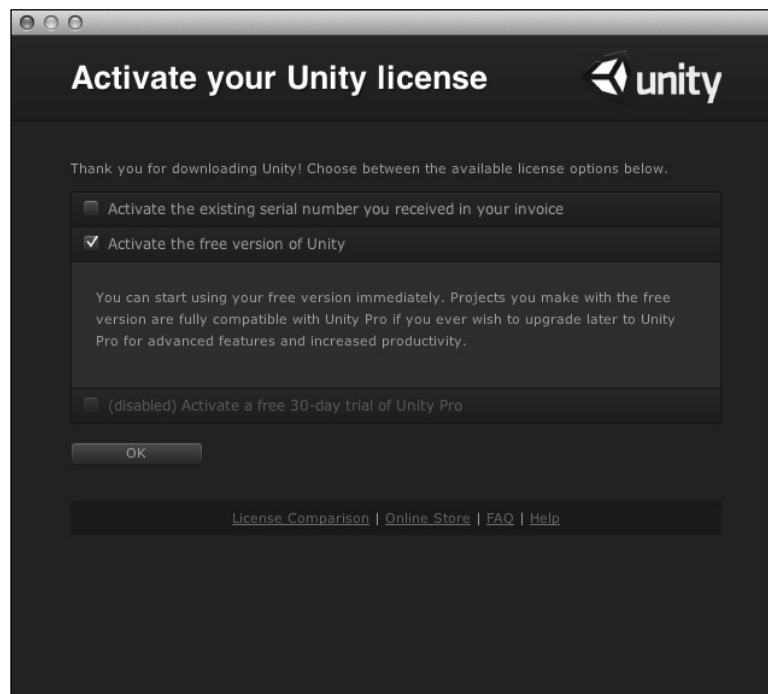 Activate your Unity license
unity
Thank you for downloading Unity! Choose between the available license options below.
Activate the existing serial number you received in your invoice
Activate the free version of Unity
You can start using your free version immediately. Projects you make with the free
version are fully compatible with Unity Pro if you ever wish to upgrade later to Unity
Pro for advanced features and increased productivity.
(disabled) Activate a free 30-day trial of Unity Pro
OK
License Comparison | Online Store | FAQ | Help